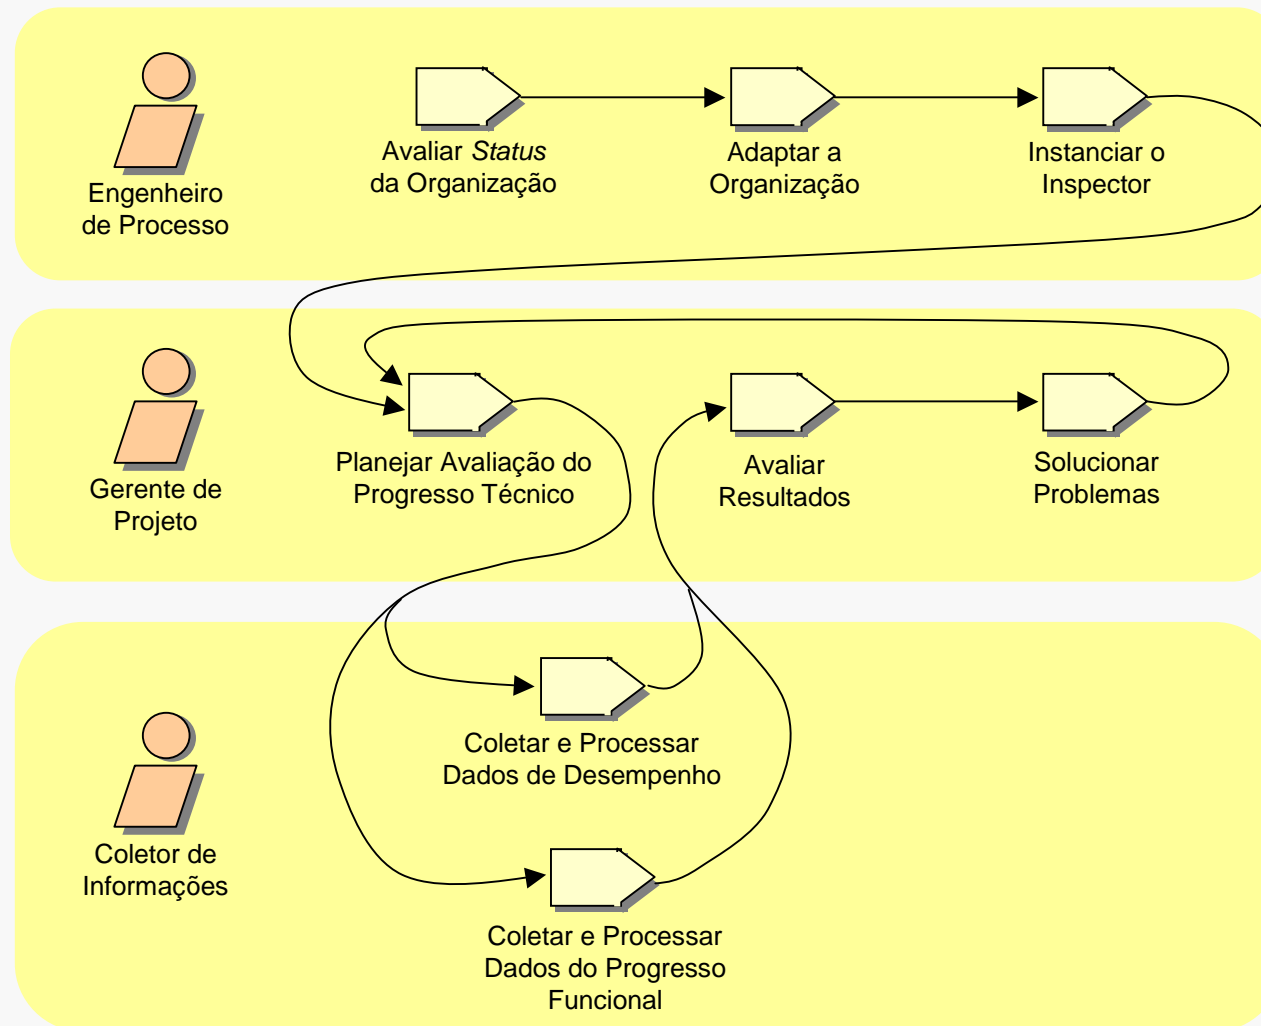 Engenheiro
de Processo
Avaliar Status
da Organização
Adaptar a
Organização
Instanciar o
Inspector
Gerente de
Projeto
Planejar Avaliação do
Progresso Técnico
Avaliar
Resultados
Solucionar
Problemas
Coletor de
Informações
Coletar e Processar
Dados de Desempenho
Coletar e Processar
Dados do Progresso
Funcional